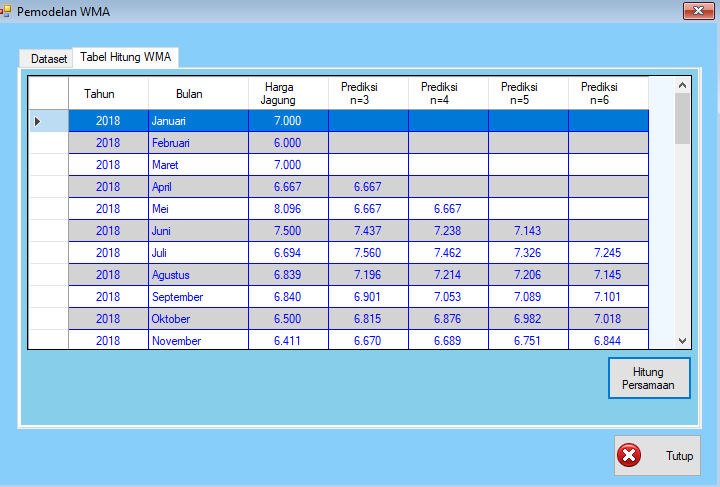 Pemodelan WMA
Dataset Tabel Hitung WMA
Tahun Bulan Harga Jagung Prediksi n=3 Prediksi n=4 Prediksi n=5 Prediksi n=6
2018 Januari 7.000
2018 Februari 6.000
2018 Maret 7.000
2018 April 6.667 6.667
2018 Mei 8.096 6.667 6.667
2018 Juni 7.500 7.437 7.238 7.143
2018 Juli 6.694 7.560 7.462 7.326 7.245
2018 Agustus 6.839 7.196 7.214 7.206 7.145
2018 September 6.840 6.901 7.053 7.089 7.101
2018 Oktober 6.500 6.815 6.876 6.982 7.018
2018 November 6.411 6.670 6.689 6.751 6.844
Hitung
Persamaan
Tutup